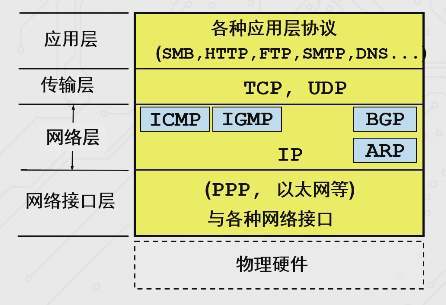 应用层
各种应用层协议
(SMB,HTTP,FTP,SMTP,DNS...)
传输层
TCP, UDP
网络层
ICMP IGMP BGP
IP ARP
网络接口层
(PPP, 以太网等)
与各种网络接口
物理硬件